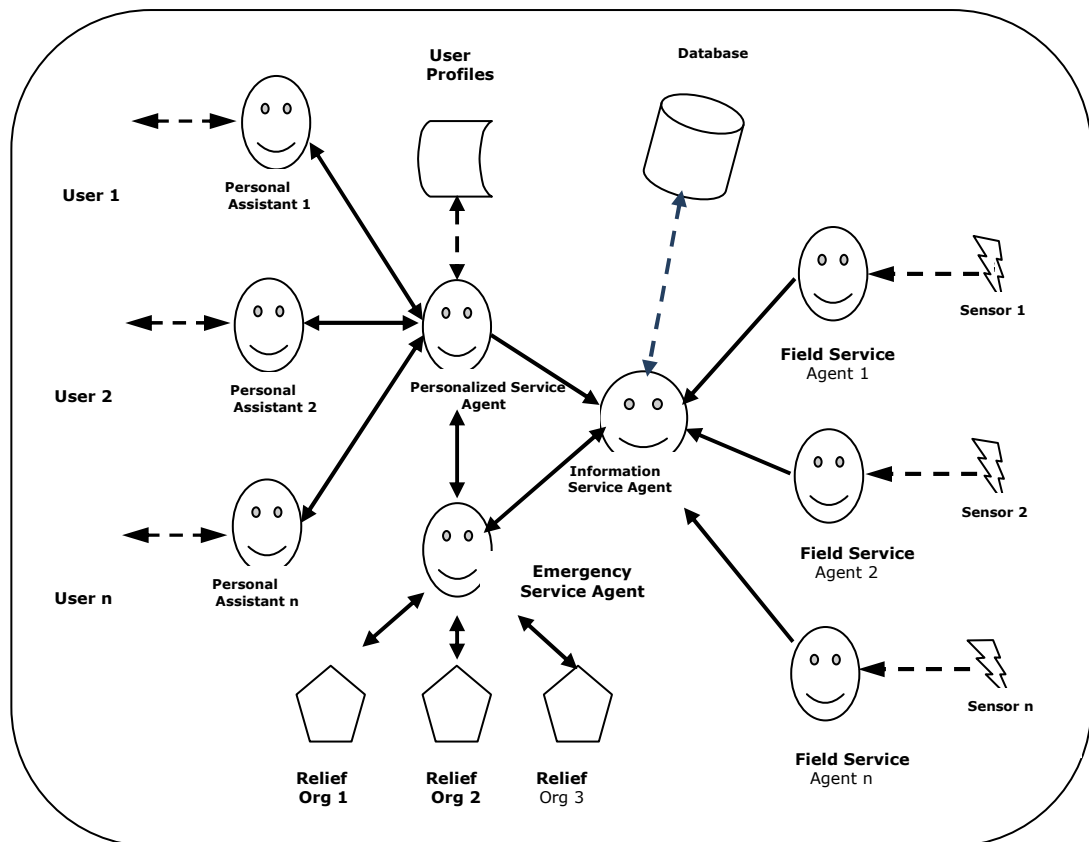 User
Profiles
Database
User 1
Personal
Assistant 1
Sensor 1
Field Service
Agent 1
User 2
Personal
Assistant 2
Personalized Service
Agent
Information
Service Agent
Sensor 2
Field Service
Agent 2
User n
Personal
Assistant n
Emergency
Service Agent
Sensor n
Field Service
Agent n
Relief
Org 1
Relief
Org 2
Relief
Org 3